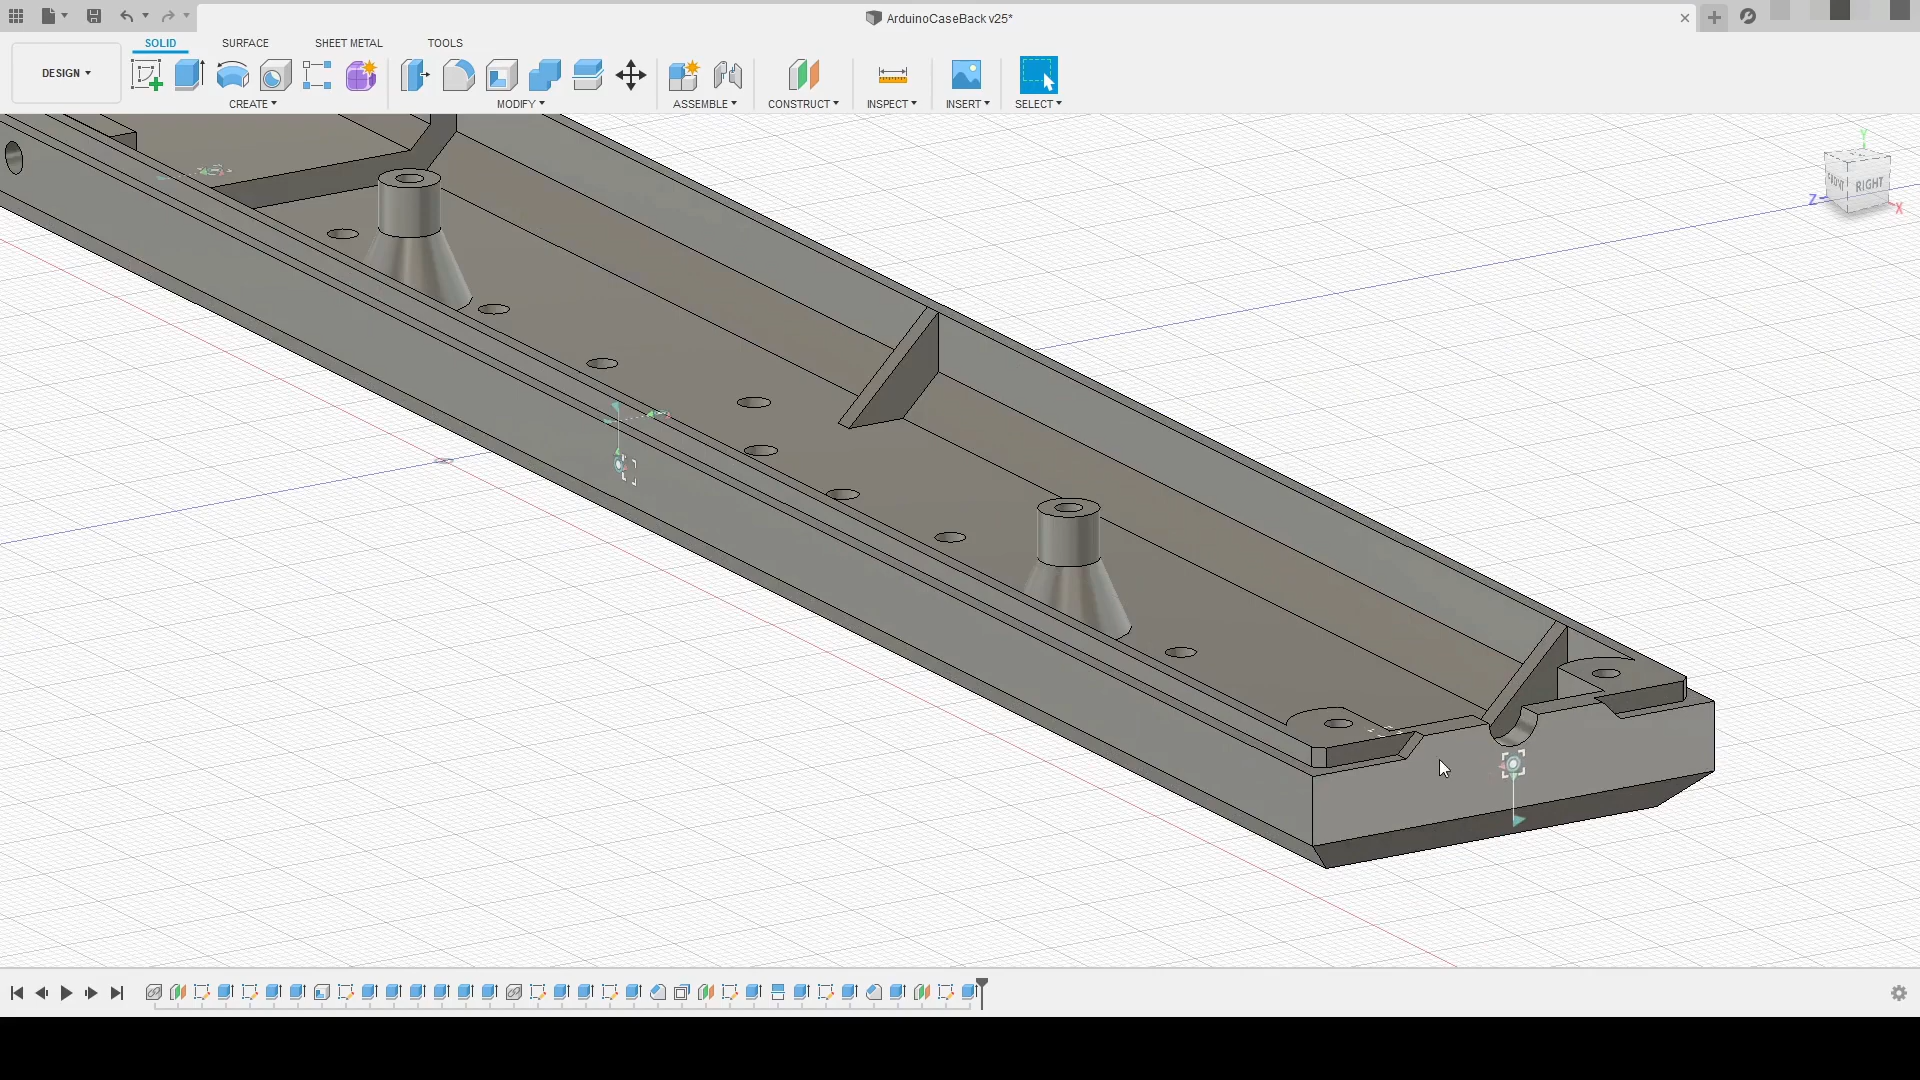 ArduinoCaseBack v25*
SOLID SURFACE SHEET METAL TOOLS
DESIGN
CREATE MODIFY ASSEMBLE CONSTRUCT INSPECT INSERT SELECT
Y
FRONT RIGHT
Z X